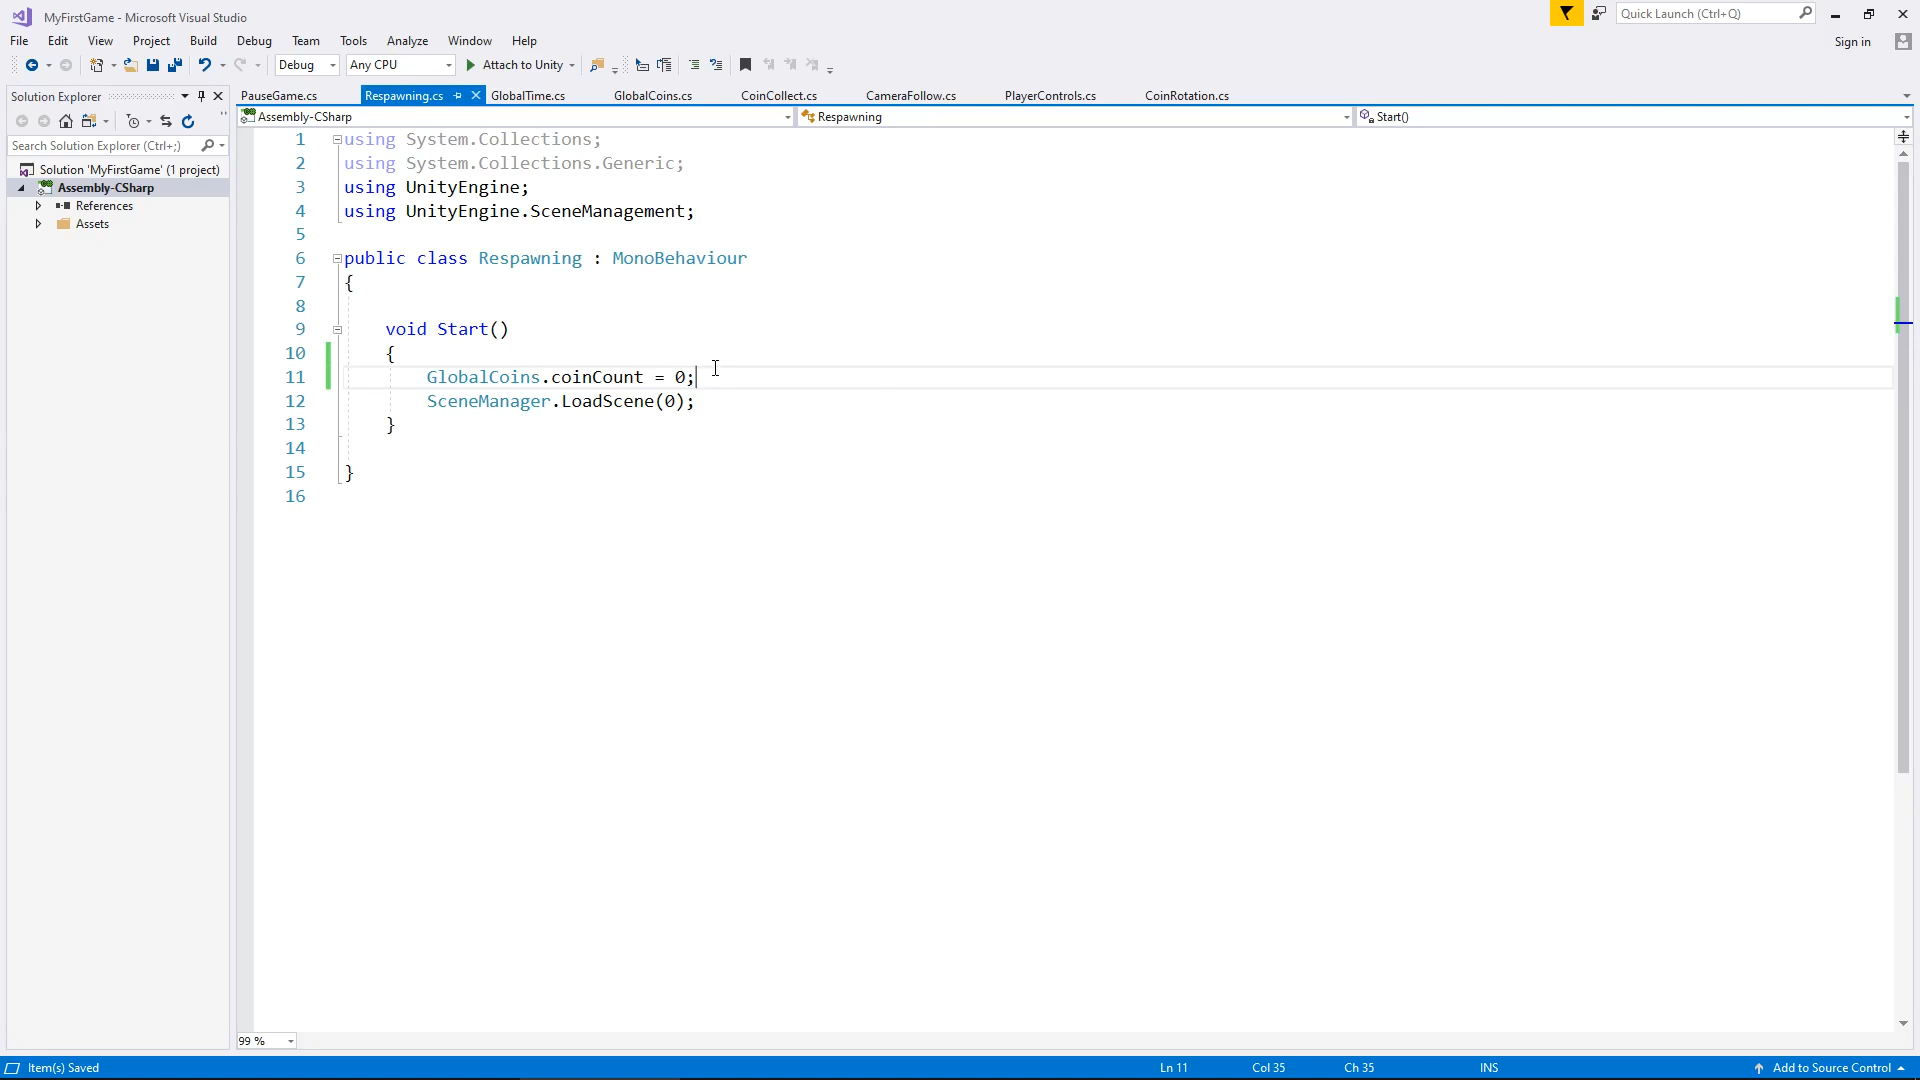 MyFirstGame - Microsoft Visual Studio
Quick Launch (Ctrl+Q)
File Edit View Project Build Debug Team Tools Analyze Window Help
Sign in
Debug Any CPU Attach to Unity
Solution Explorer
PauseGame.cs Respawning.cs GlobalTime.cs GlobalCoins.cs CoinCollect.cs CameraFollow.cs PlayerControls.cs CoinRotation.cs
Assembly-CSharp Respawning Start()
Search Solution Explorer (Ctrl+;)
Solution 'MyFirstGame' (1 project)
Assembly-CSharp
References
Assets
1 using System.Collections;
2 using System.Collections.Generic;
3 using UnityEngine;
4 using UnityEngine.SceneManagement;
5
6 public class Respawning : MonoBehaviour
7 {
8
9 void Start()
10 {
11 GlobalCoins.coinCount = 0;
12 SceneManager.LoadScene(0);
13 }
14
15 }
16
99 %
Item(s) Saved Ln 11 Col 35 Ch 35 INS Add to Source Control